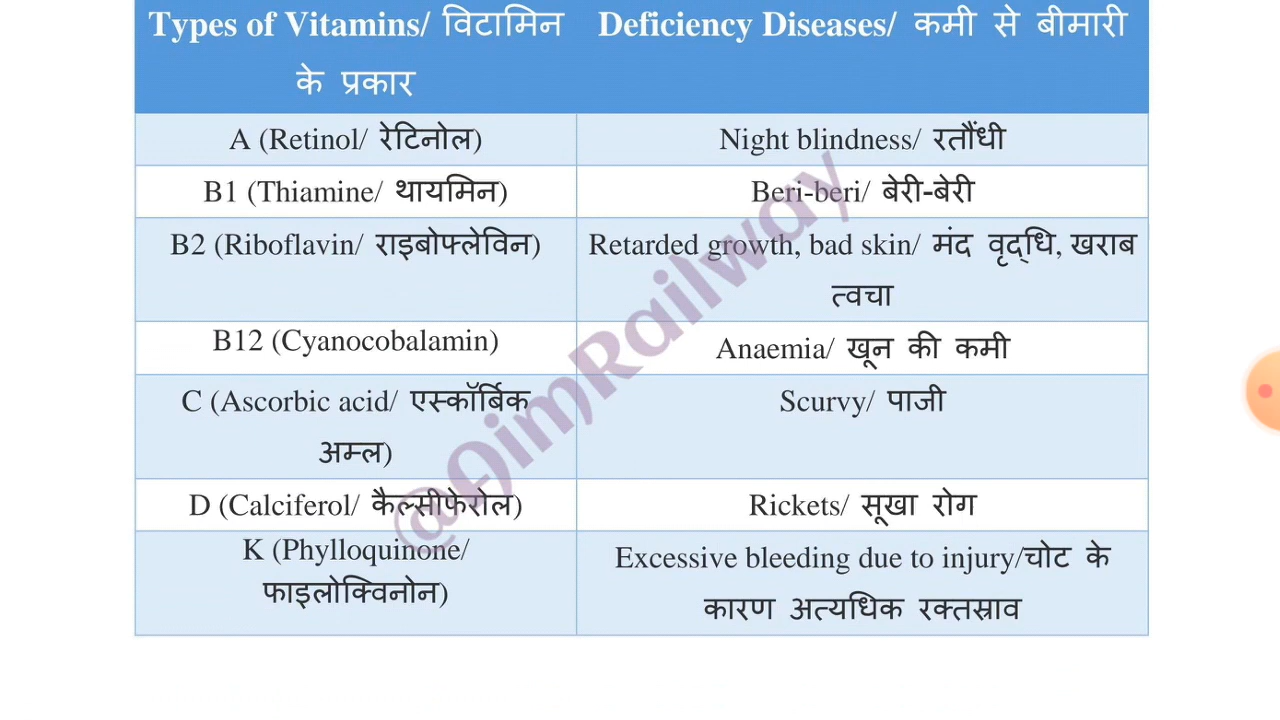 Types of Vitamins/ विटामिन
के प्रकार
Deficiency Diseases/ कमी से बीमारी
A (Retinol/ रेटिनोल)
Night blindness/ रतौंधी
B1 (Thiamine/ थायमिन)
Beri-beri/ बेरी-बेरी
B2 (Riboflavin/ राइबोफ्लेविन)
Retarded growth, bad skin/ मंद वृद्धि, खराब
त्वचा
B12 (Cyanocobalamin)
Anaemia/ खून की कमी
C (Ascorbic acid/ एस्कॉर्बिक
अम्ल)
Scurvy/ पाजी
D (Calciferol/ कैल्सीफेरोल)
Rickets/ सूखा रोग
K (Phylloquinone/
फाइलोक्विनोन)
Excessive bleeding due to injury/चोट के
कारण अत्यधिक रक्तस्राव
@AimRailway